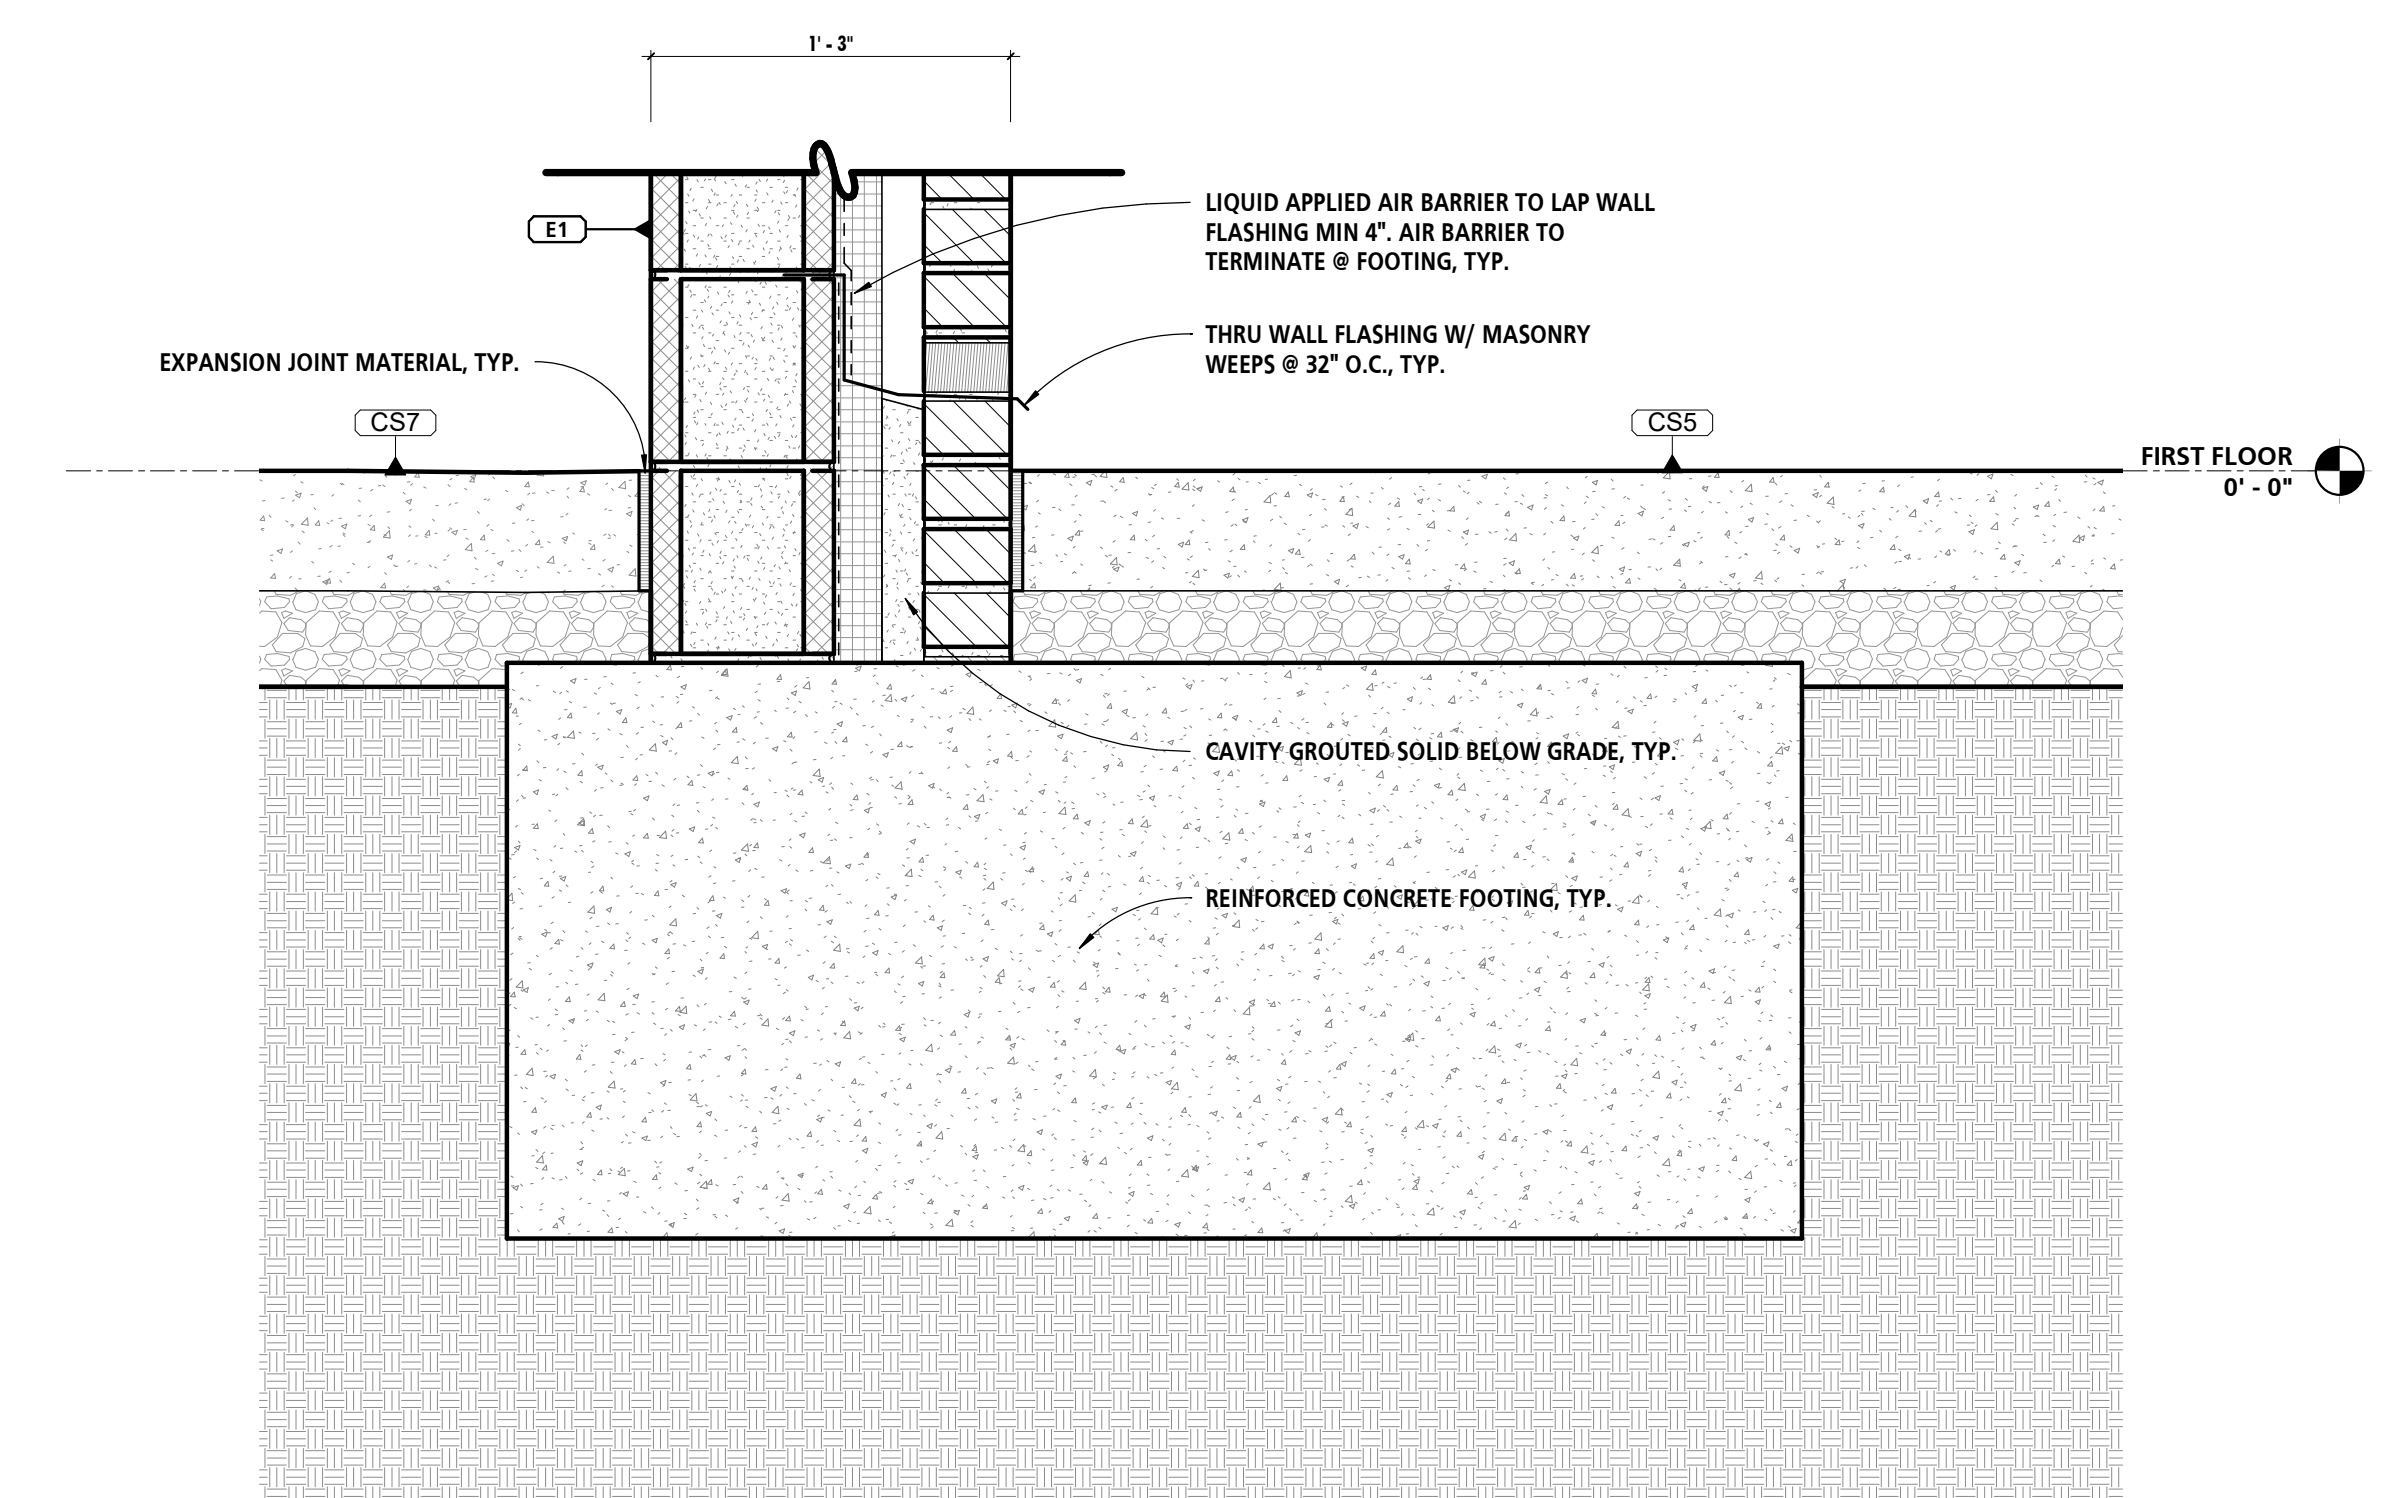 1' - 3"
LIQUID APPLIED AIR BARRIER TO LAP WALL
FLASHING MIN 4". AIR BARRIER TO
TERMINATE @ FOOTING, TYP.
E1
THRU WALL FLASHING W/ MASONRY
WEEPS @ 32" O.C., TYP.
EXPANSION JOINT MATERIAL, TYP.
CS7
CS5
FIRST FLOOR
0' - 0"
CAVITY GROUTED SOLID BELOW GRADE, TYP.
REINFORCED CONCRETE FOOTING, TYP.